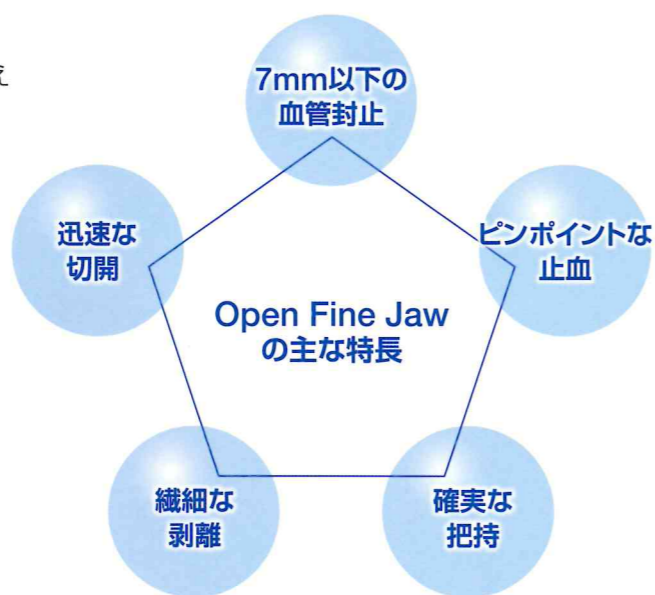 7mm以下の
血管封止
迅速な
切開
ピンポイントな
止血
Open Fine Jaw
の主な特長
繊細な
剥離
確実な
把持